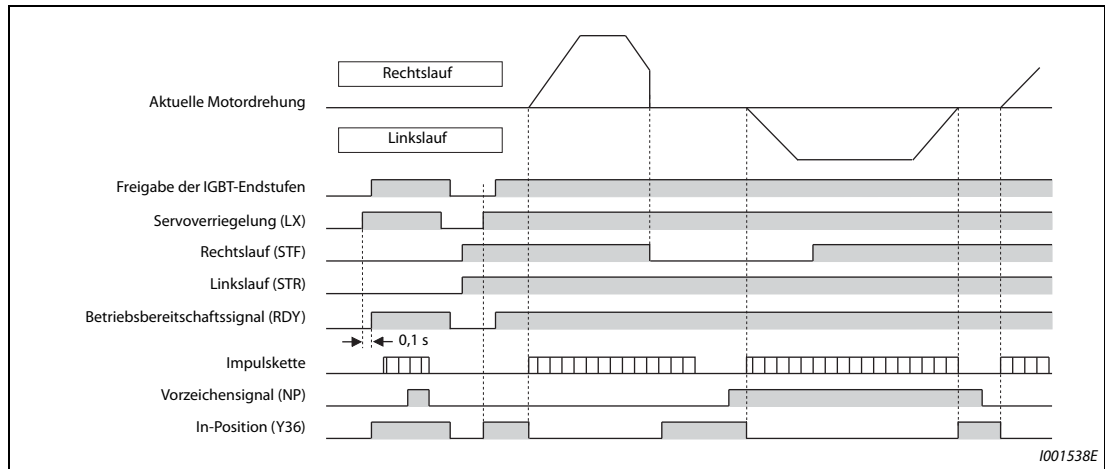 Rechtslauf
Aktuelle Motordrehung
Linkslauf
Freigabe der IGBT-Endstufen
Servoverriegelung (LX)
Rechtslauf (STF)
Linkslauf (STR)
Betriebsbereitschaftssignal (RDY)
0,1 s
Impulskette
Vorzeichensignal (NP)
In-Position (Y36)
I001538E